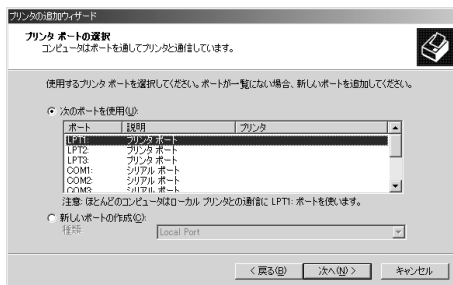 プリンタの追加ウィザード
プリンタ ポートの選択
コンピュータはポートを通してプリンタと通信しています。
使用するプリンタ ポートを選択してください。ポートが一覧にない場合、新しいポートを追加してください。
次のポートを使用(U):
ポート 説明 プリンタ
LPT1: プリンタ ポート
LPT2: プリンタ ポート
LPT3: プリンタ ポート
COM1: シリアル ポート
COM2: シリアル ポート
COM3: シリアル ポート
注意: ほとんどのコンピュータはローカル プリンタとの通信に LPT1: ポートを使います。
新しいポートの作成(C):
種類 Local Port
< 戻る(B) 次へ(N) > キャンセル